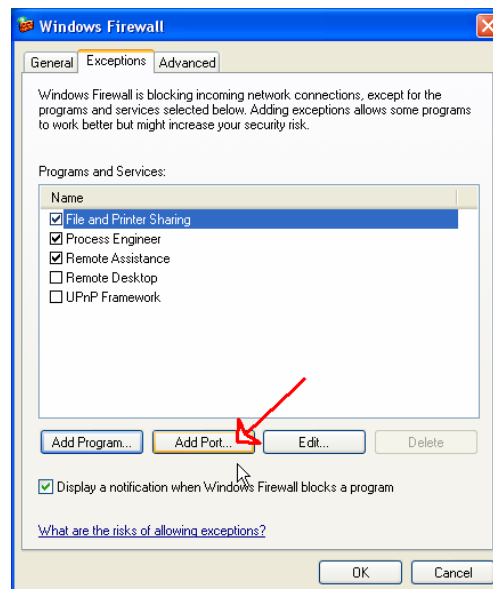 Windows Firewall
General Exceptions Advanced
Windows Firewall is blocking incoming network connections, except for the
programs and services selected below. Adding exceptions allows some programs
to work better but might increase your security risk.
Programs and Services:
Name
File and Printer Sharing
Process Engineer
Remote Assistance
Remote Desktop
UPnP Framework
Add Program... Add Port... Edit... Delete
Display a notification when Windows Firewall blocks a program
What are the risks of allowing exceptions?
OK Cancel